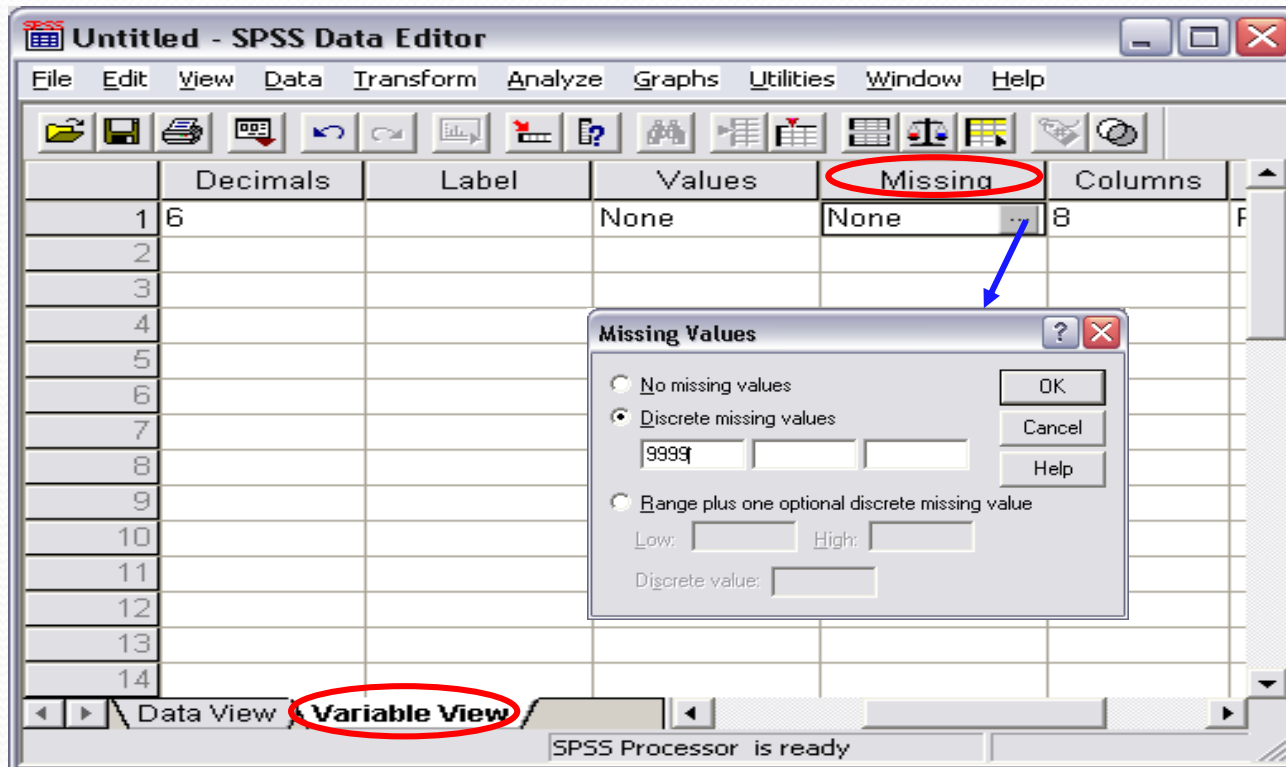 SPSS
Untitled - SPSS Data Editor
File Edit View Data Transform Analyze Graphs Utilities Window Help
Decimals Label Values Missing Columns
1 6 None None ... 8
2
3
4
5
6
7
8
9
10
11
12
13
14
Missing Values ?
No missing values OK
Discrete missing values Cancel
9999 Help
Range plus one optional discrete missing value
Low: High:
Discrete value:
Data View Variable View
SPSS Processor is ready